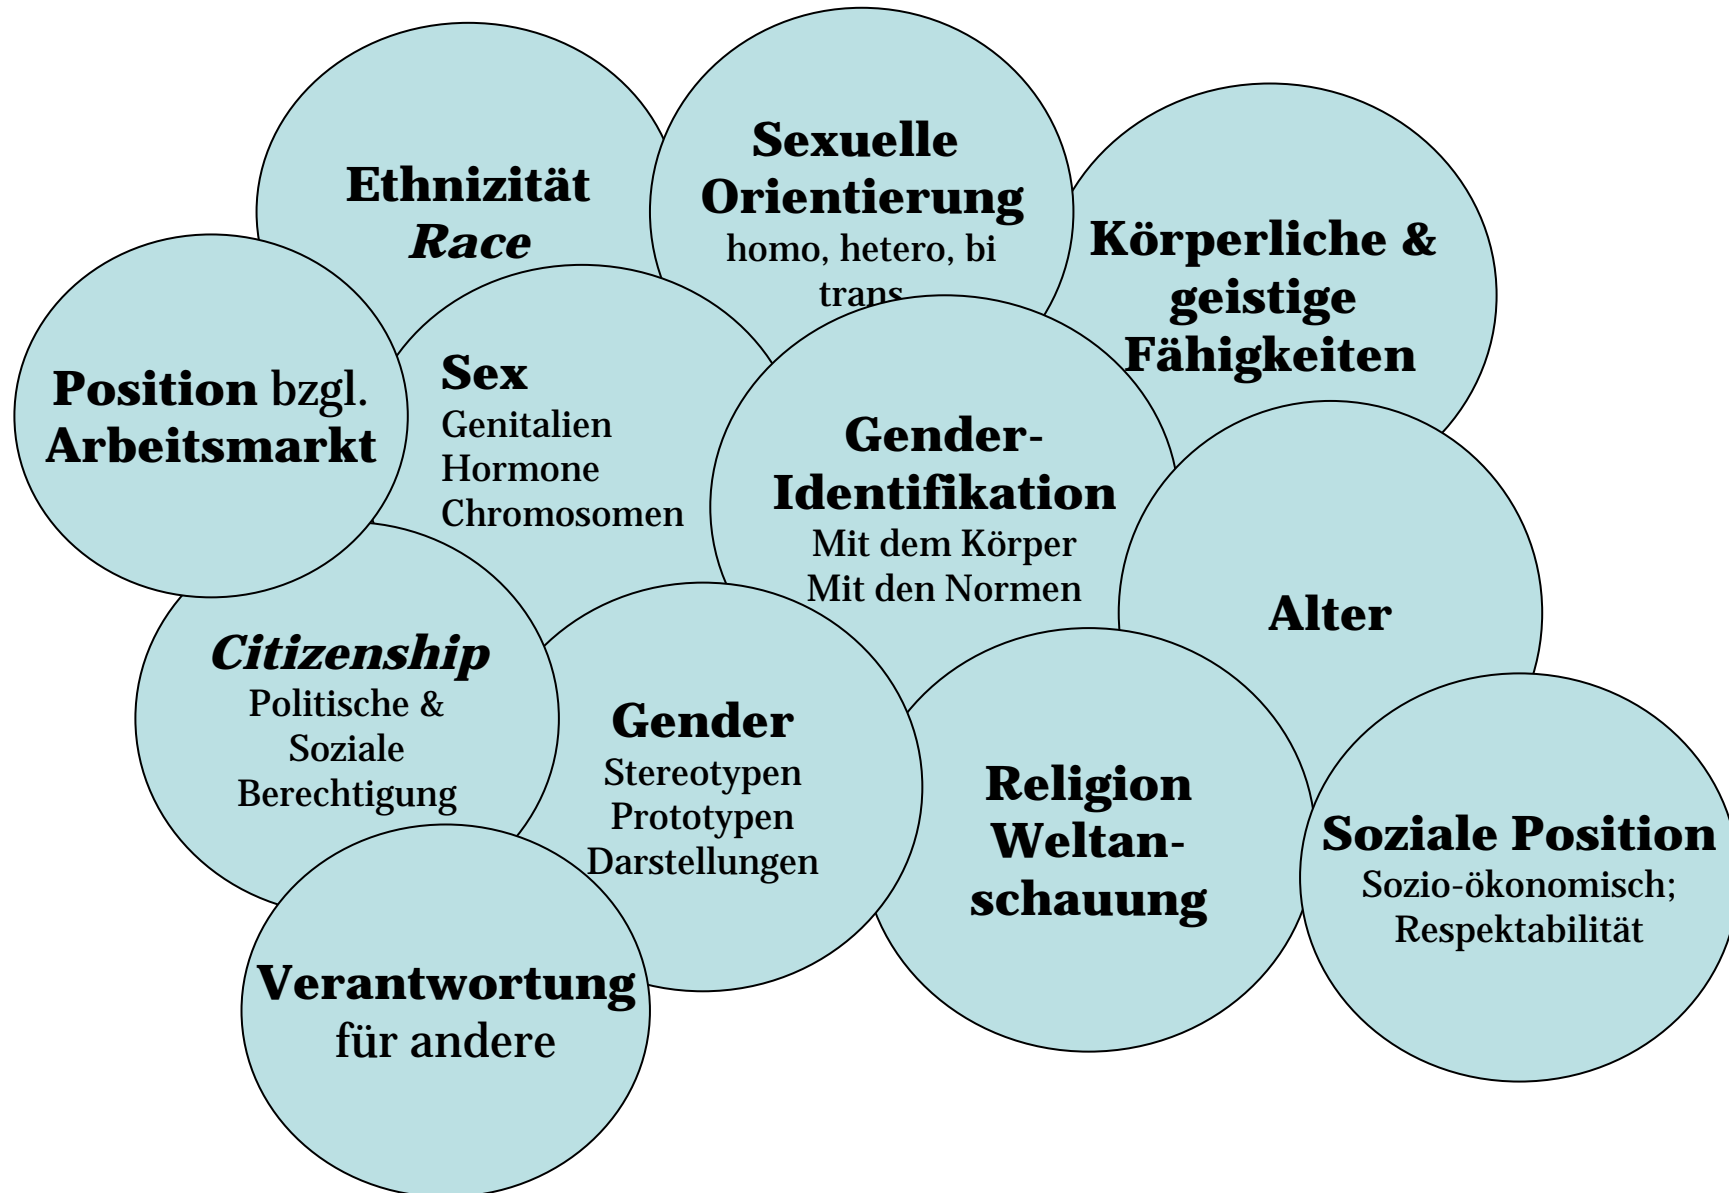 Ethnizität
Race
Sexuelle
Orientierung
homo, hetero, bi
trans
Körperliche &
geistige
Fähigkeiten
Position bzgl.
Arbeitsmarkt
Sex
Genitalien
Hormone
Chromosomen
Gender-
Identifikation
Mit dem Körper
Mit den Normen
Alter
Citizenship
Politische &
Soziale
Berechtigung
Gender
Stereotypen
Prototypen
Darstellungen
Religion
Weltan-
schauung
Soziale Position
Sozio-ökonomisch;
Respektabilität
Verantwortung
für andere